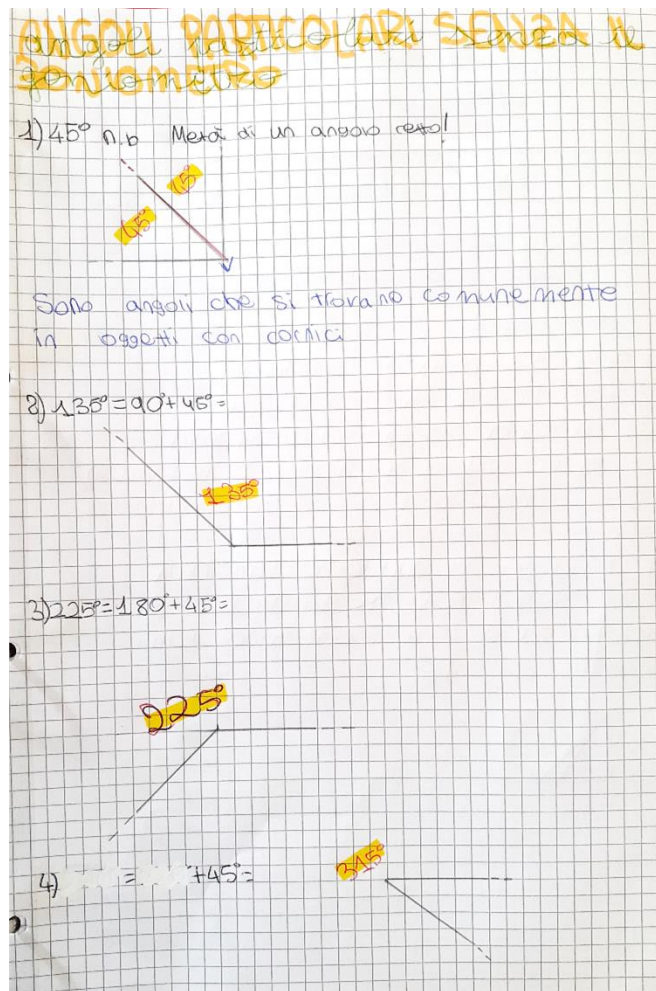 ANGOLI PARTICOLARI SENZA il
goniometro
1) 45° n.b Metà di un angolo retto!
45°
45°
Sono angoli che si trovano comunemente
in oggetti con cornici
2) 135°=90°+45°=
135°
3) 225°=180°+45°=
225°
4) = +45°=
315°